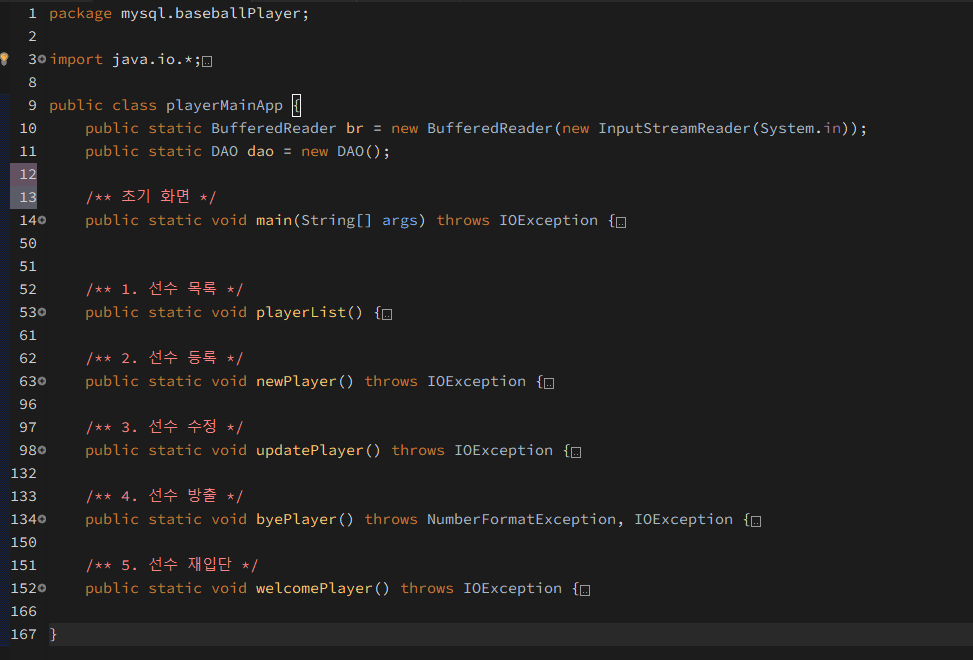 1 package mysql.baseballPlayer;
2
3 import java.io.*;
8
9 public class playerMainApp {
10 public static BufferedReader br = new BufferedReader(new InputStreamReader(System.in));
11 public static DAO dao = new DAO();
12
13 /** 초기 화면 */
14 public static void main(String[] args) throws IOException {
50
51
52 /** 1. 선수 목록 */
53 public static void playerList() {
61
62 /** 2. 선수 등록 */
63 public static void newPlayer() throws IOException {
96
97 /** 3. 선수 수정 */
98 public static void updatePlayer() throws IOException {
132
133 /** 4. 선수 방출 */
134 public static void byePlayer() throws NumberFormatException, IOException {
150
151 /** 5. 선수 재입단 */
152 public static void welcomePlayer() throws IOException {
166
167 }